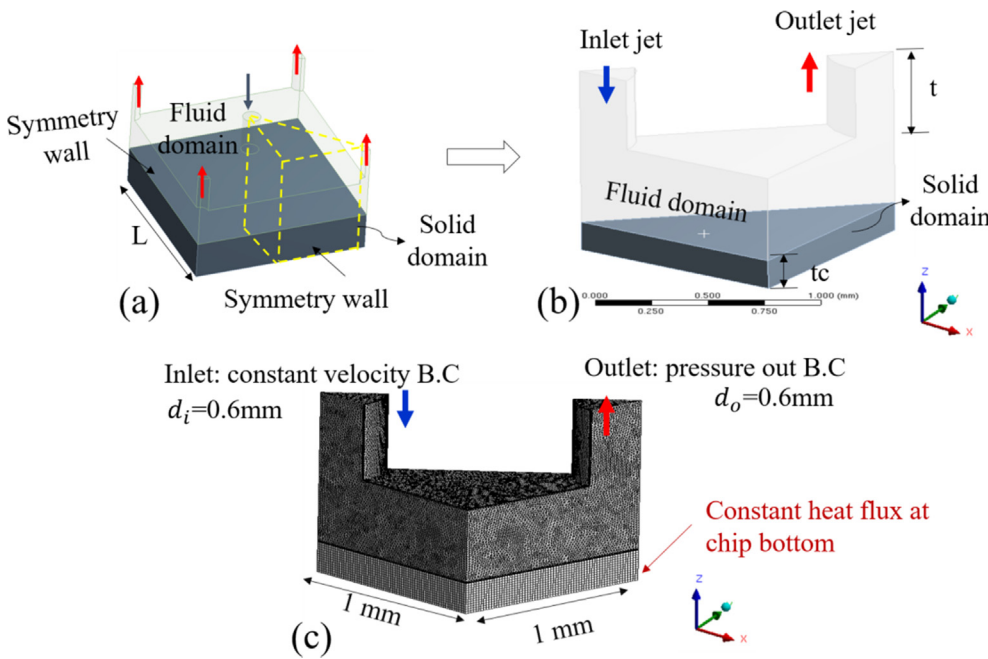 (a)
Symmetry
wall
Fluid
domain
L
Solid
domain
Symmetry wall
(b)
Inlet jet
Outlet jet
t
Fluid domain
Solid
domain
tc
0.000
0.500
1.000 (mm)
0.250
0.750
Z
X
Inlet: constant velocity B.C
d_i=0.6mm
Outlet: pressure out B.C
d_o=0.6mm
Constant heat flux at
chip bottom
1 mm
1 mm
(c)
Z
X